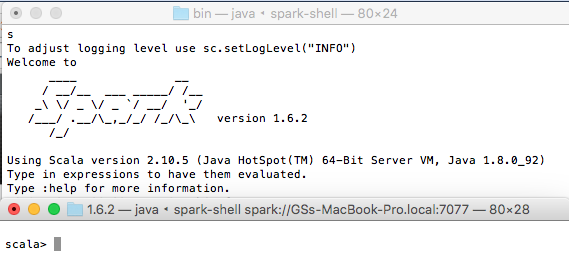 bin — java ◂ spark-shell — 80×24
s
To adjust logging level use sc.setLogLevel("INFO")
Welcome to
      ____              __
     / __/__  ___ _____/ /__
    _\ \/ _ \/ _ `/ __/  '_/
   /___/ .__/\_,_/_/ /_/\_\   version 1.6.2
      /_/
Using Scala version 2.10.5 (Java HotSpot(TM) 64-Bit Server VM, Java 1.8.0_92)
Type in expressions to have them evaluated.
Type :help for more information.
1.6.2 — java ◂ spark-shell spark://GSs-MacBook-Pro.local:7077 — 80×28
scala>